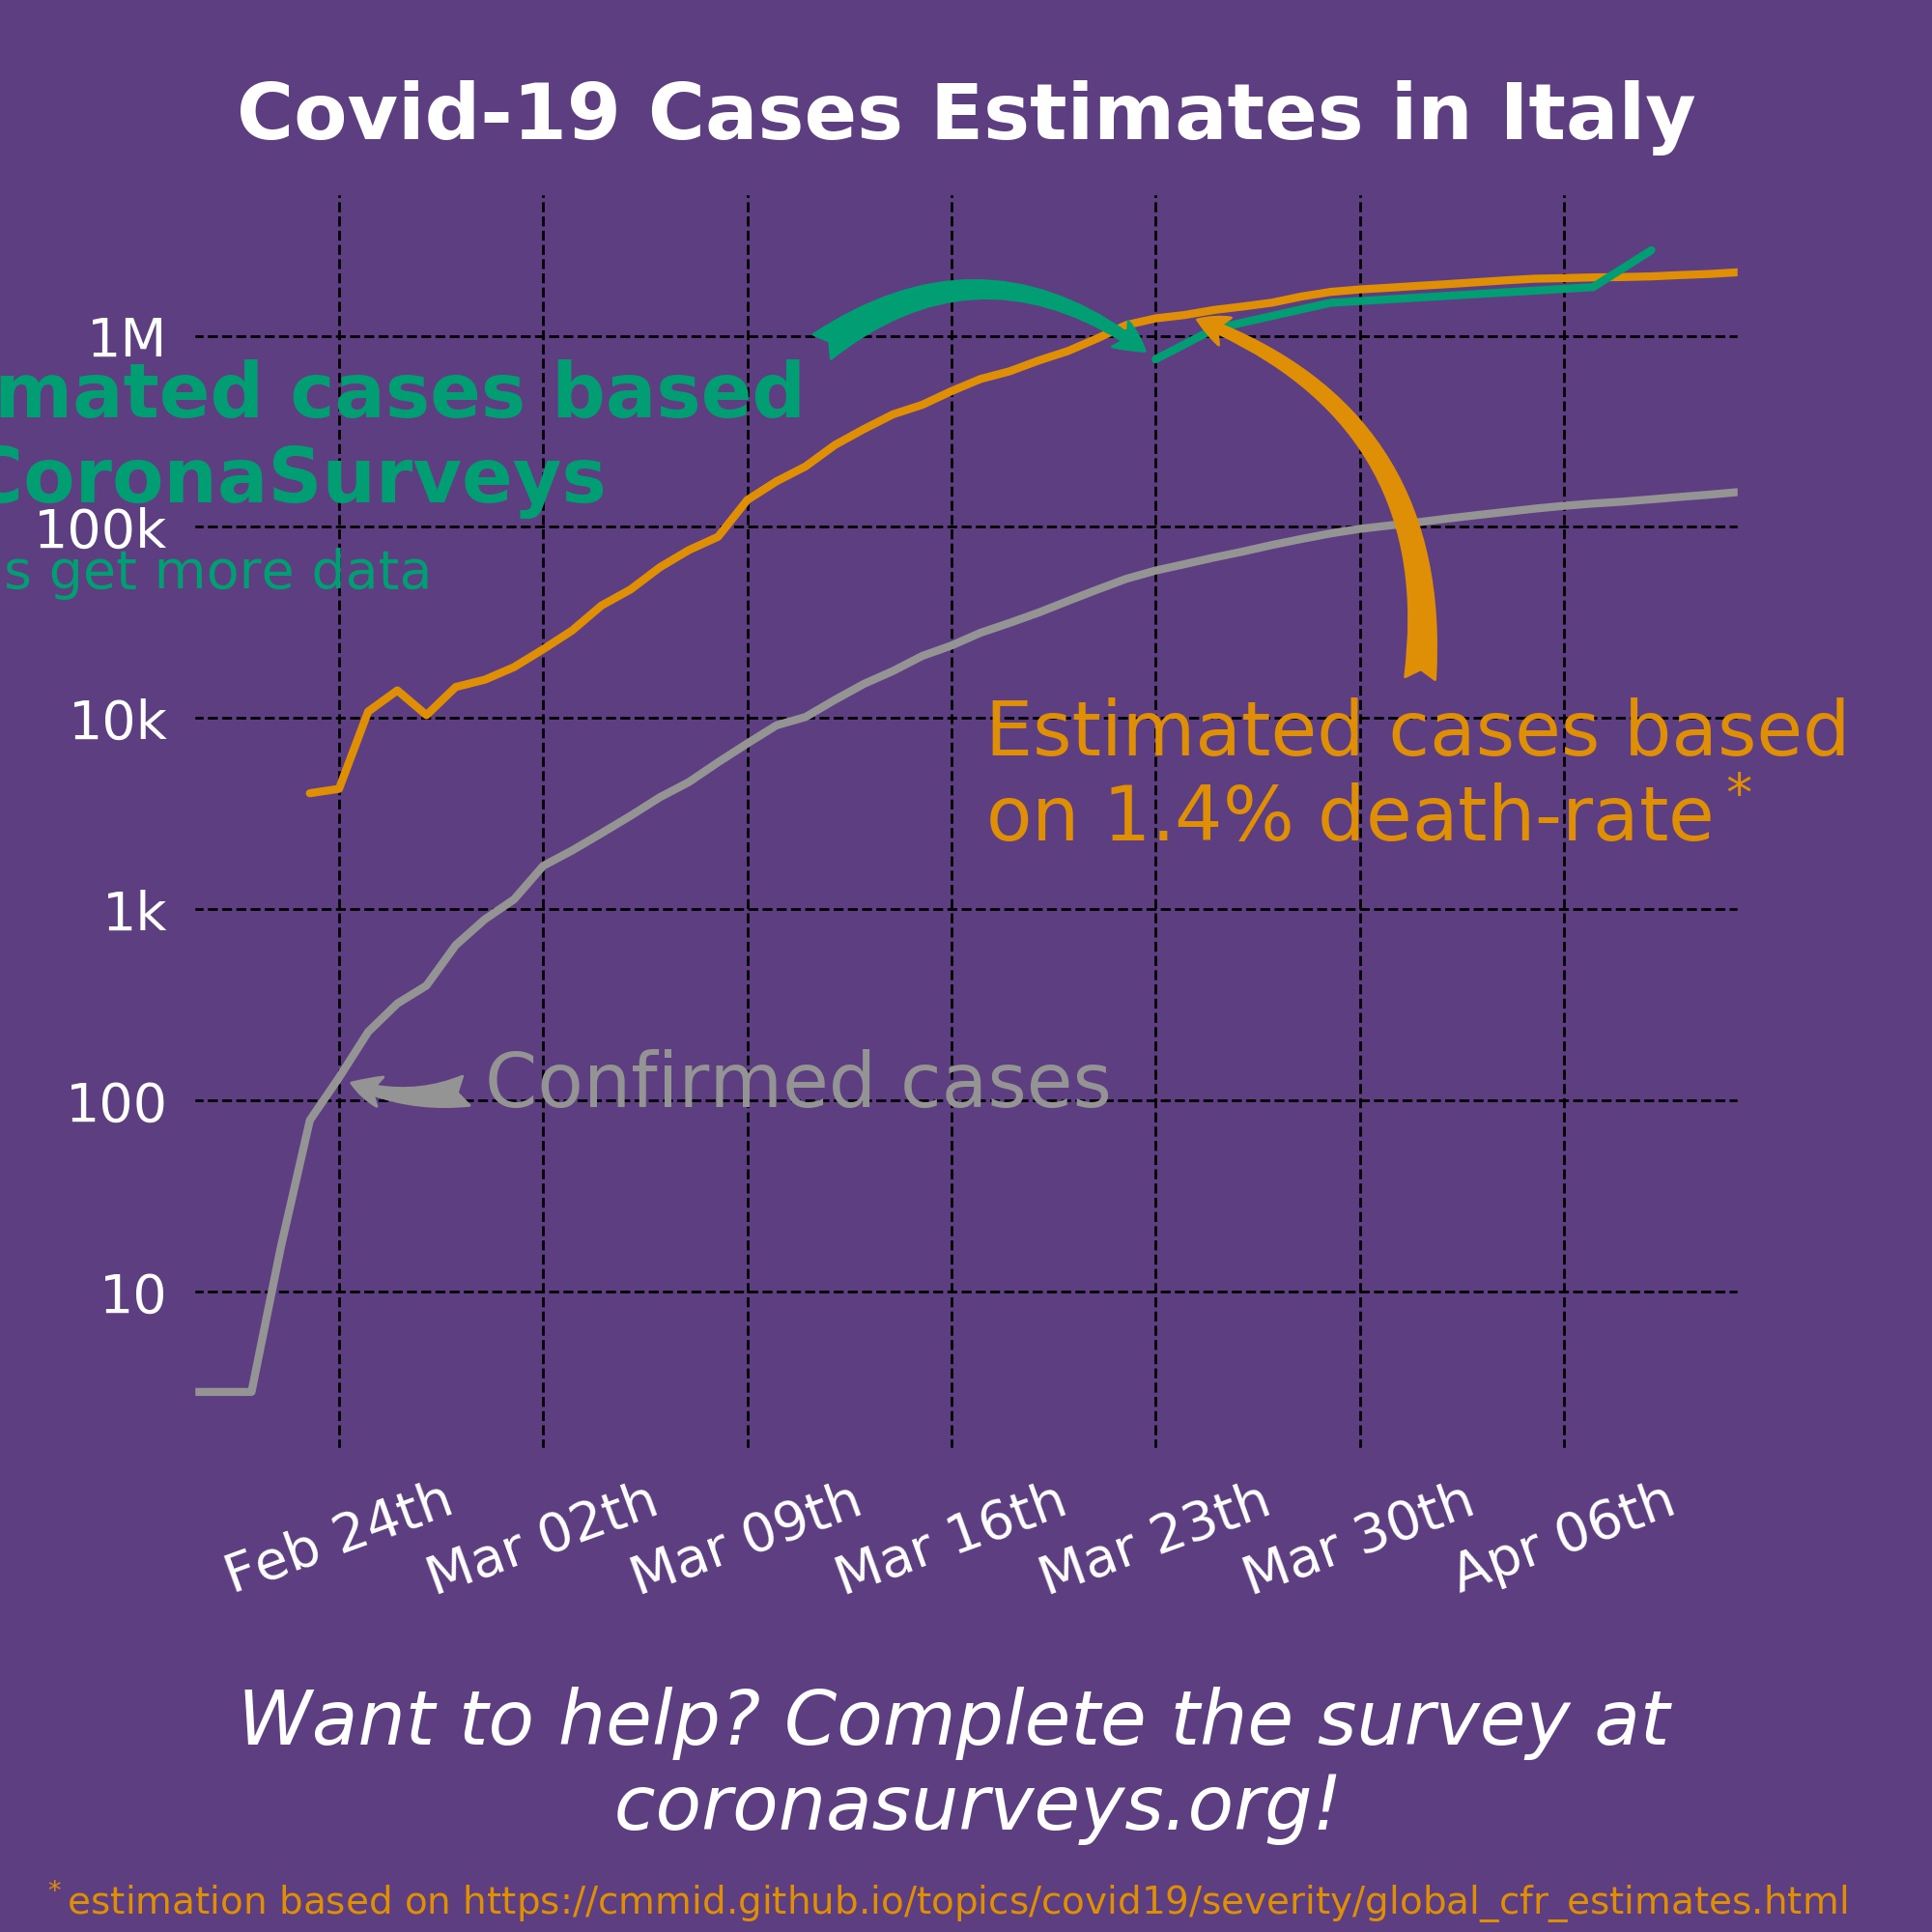 Covid-19 Cases Estimates in Italy
1M
mated cases based
CoronaSurveys
100k
s get more data
10k
Estimated cases based
on 1.4% death-rate*
1k
Confirmed cases
100
10
Feb 24th
Mar 02th
Mar 09th
Mar 16th
Mar 23th
Mar 30th
Apr 06th
Want to help? Complete the survey at
coronasurveys.org!
*estimation based on https://cmmid.github.io/topics/covid19/severity/global_cfr_estimates.html